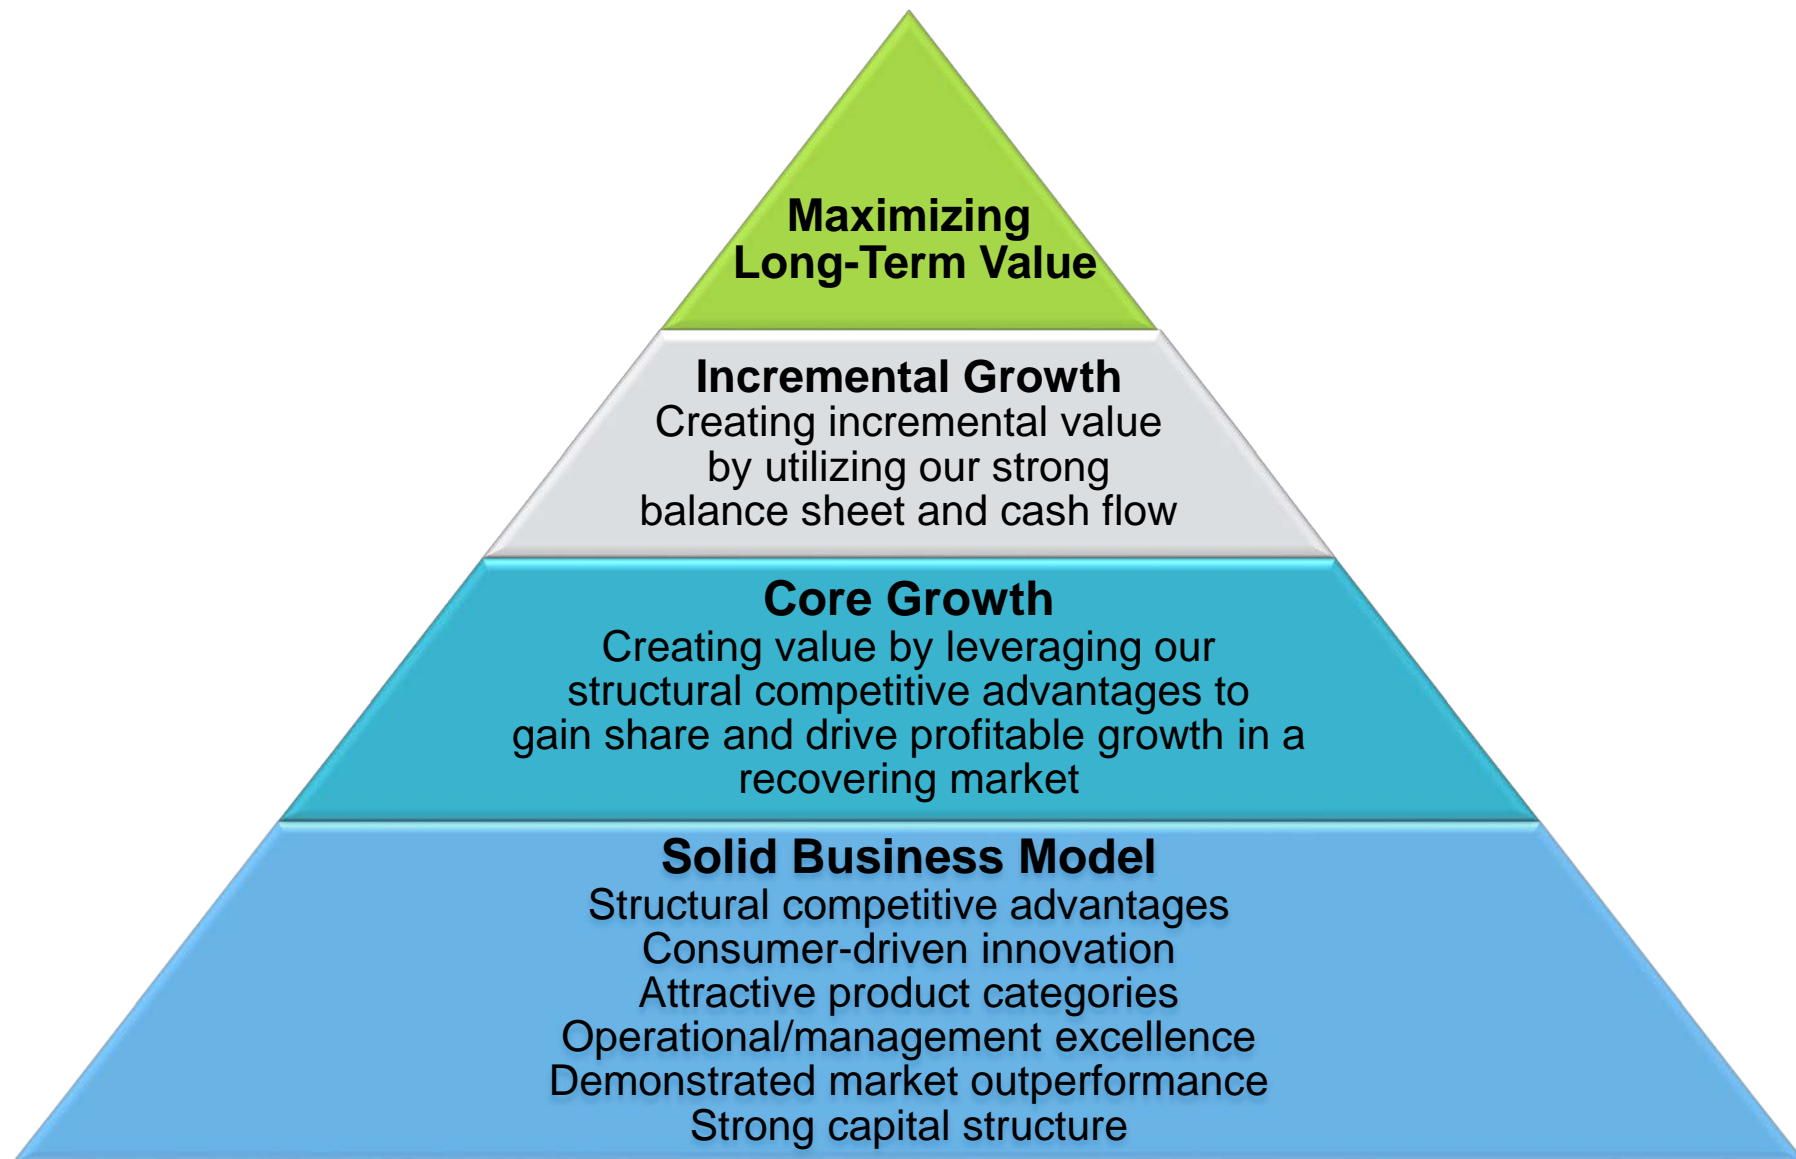 Maximizing
Long-Term Value
Incremental Growth
Creating incremental value
by utilizing our strong
balance sheet and cash flow
Core Growth
Creating value by leveraging our
structural competitive advantages to
gain share and drive profitable growth in a
recovering market
Solid Business Model
Structural competitive advantages
Consumer-driven innovation
Attractive product categories
Operational/management excellence
Demonstrated market outperformance
Strong capital structure